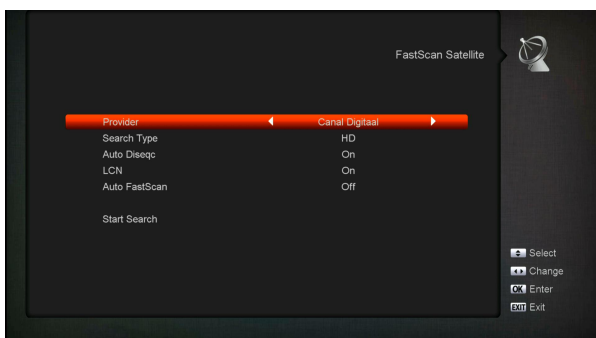 FastScan Satellite
Provider Canal Digitaal
Search Type HD
Auto Diseqc On
LCN On
Auto FastScan Off
Start Search
Select
Change
OK Enter
EXIT Exit